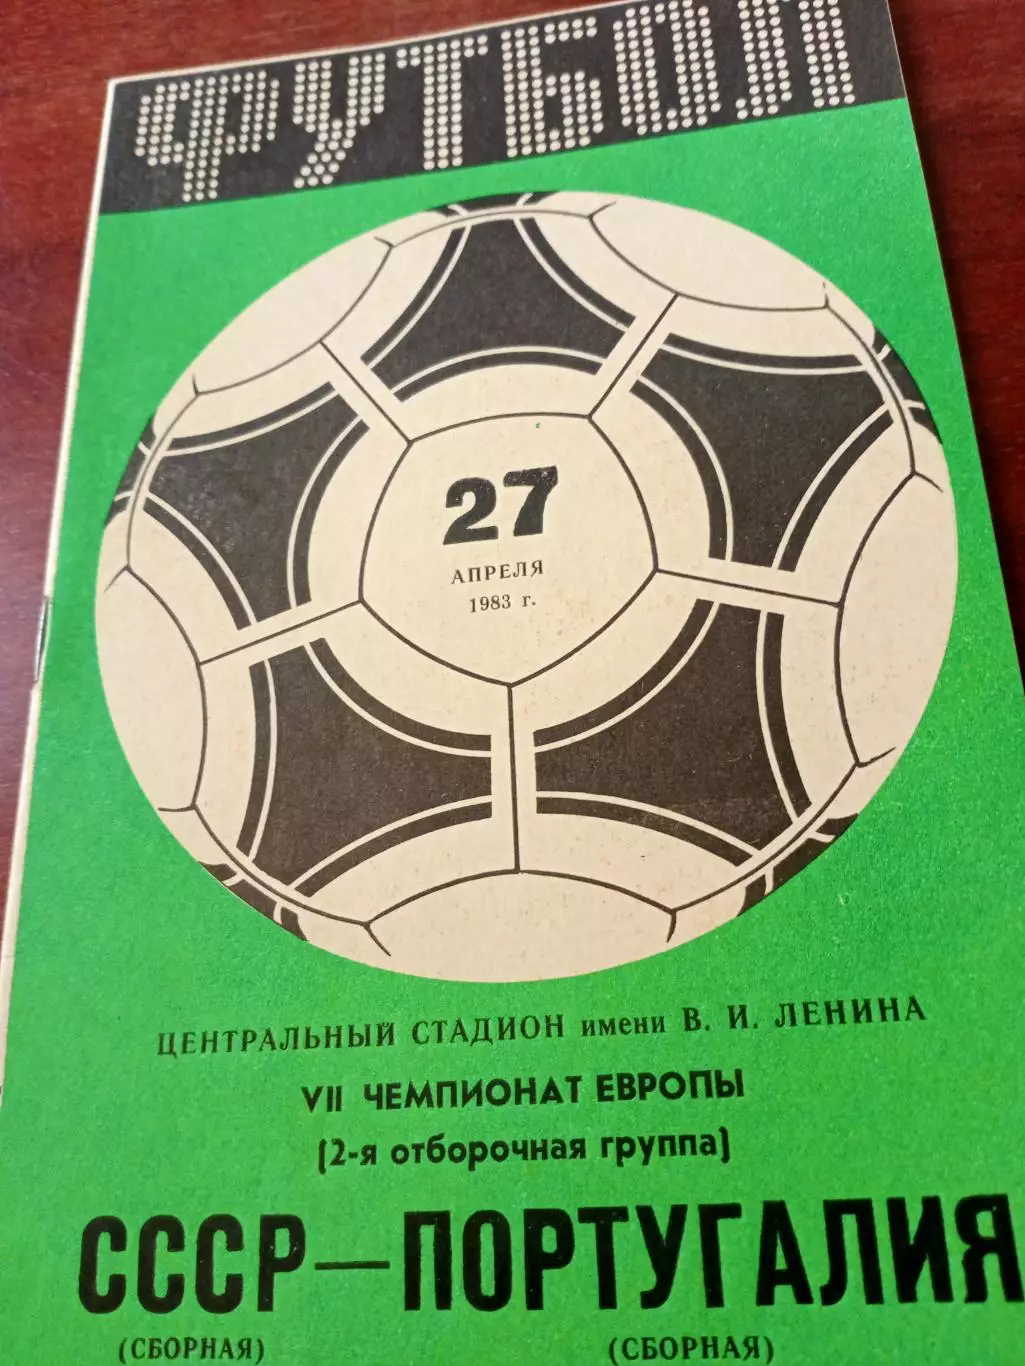 ФУТБОЛ
27
АПРЕЛЯ
1983 г.
ЦЕНТРАЛЬНЫЙ СТАДИОН имени В. И. ЛЕНИНА
VII ЧЕМПИОНАТ ЕВРОПЫ
(2-я отборочная группа)
СССР—ПОРТУГАЛИЯ
(СБОРНАЯ) (СБОРНАЯ)